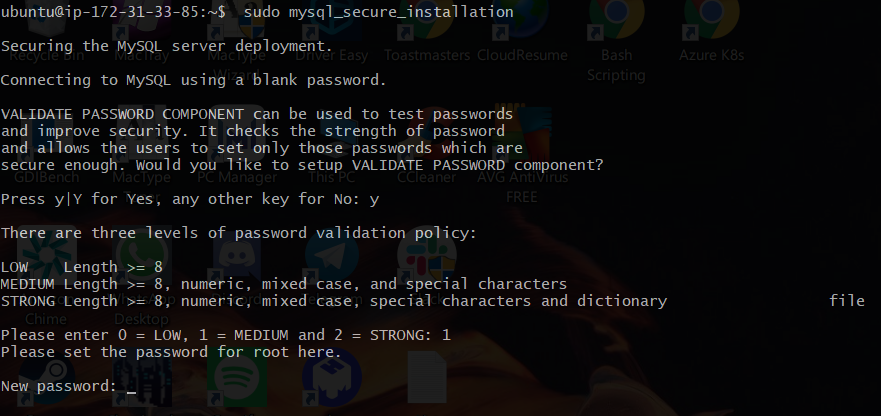 ubuntu@ip-172-31-33-85:~$  sudo mysql_secure_installation
Securing the MySQL server deployment.
Connecting to MySQL using a blank password.
VALIDATE PASSWORD COMPONENT can be used to test passwords
and improve security. It checks the strength of password
and allows the users to set only those passwords which are
secure enough. Would you like to setup VALIDATE PASSWORD component?
Press y|Y for Yes, any other key for No: y
There are three levels of password validation policy:
LOW    Length >= 8
MEDIUM Length >= 8, numeric, mixed case, and special characters
STRONG Length >= 8, numeric, mixed case, special characters and dictionary                  file
Please enter 0 = LOW, 1 = MEDIUM and 2 = STRONG: 1
Please set the password for root here.
New password: _
Recycle Bin
MacTray
MacType
Wizard
Driver Easy
Toastmasters
CloudResume
Bash
Scripting
Azure K8s
GDIBench
MacType
PC Manager
This PC
CCleaner
AVG AntiVirus
FREE
Chime
Desktop